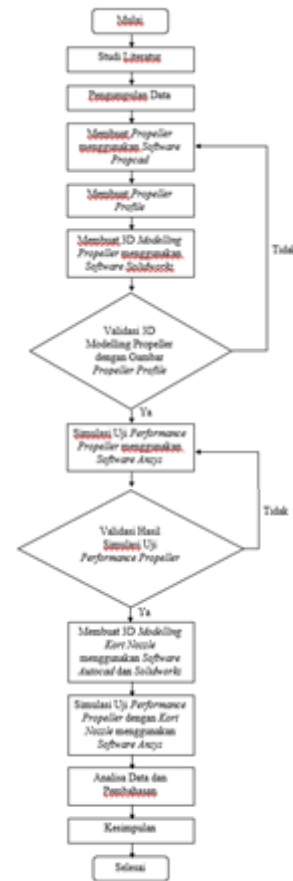 Mulai
Studi Literatur
Pengumpulan Data
Membuat Propeller
menggunakan Software
Propcad
Membuat Propeller
Profile
Membuat 3D Modelling
Propeller menggunakan
Software Solidworks
Tidak
Validasi 3D
Modelling Propeller
dengan Gambar
Propeller Profile
Ya
Simulasi Uji Performance
Propeller menggunakan
Software Ansys
Tidak
Validasi Hasil
Simulasi Uji
Performance Propeller
Ya
Membuat 3D Modelling
Kort Nozzle
menggunakan Software
Autocad dan Solidworks
Simulasi Uji Performance
Propeller dengan Kort
Nozzle menggunakan
Software Ansys
Analisa Data dan
Pembahasan
Kesimpulan
Selesai